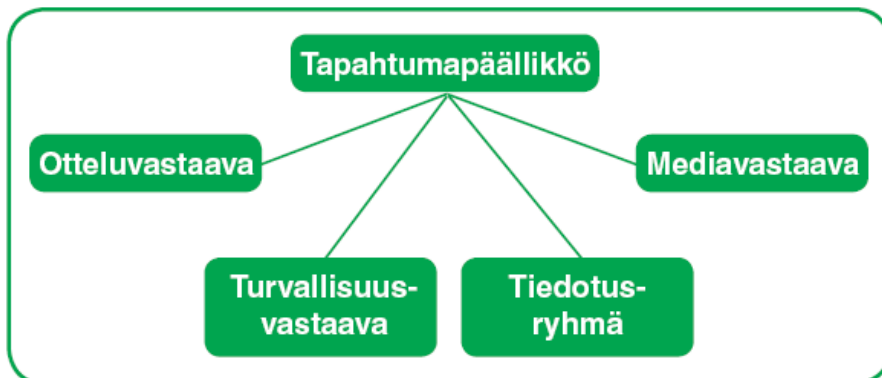 Tapahtumapäällikkö
Otteluvastaava
Mediavastaava
Turvallisuus-
vastaava
Tiedotus-
ryhmä